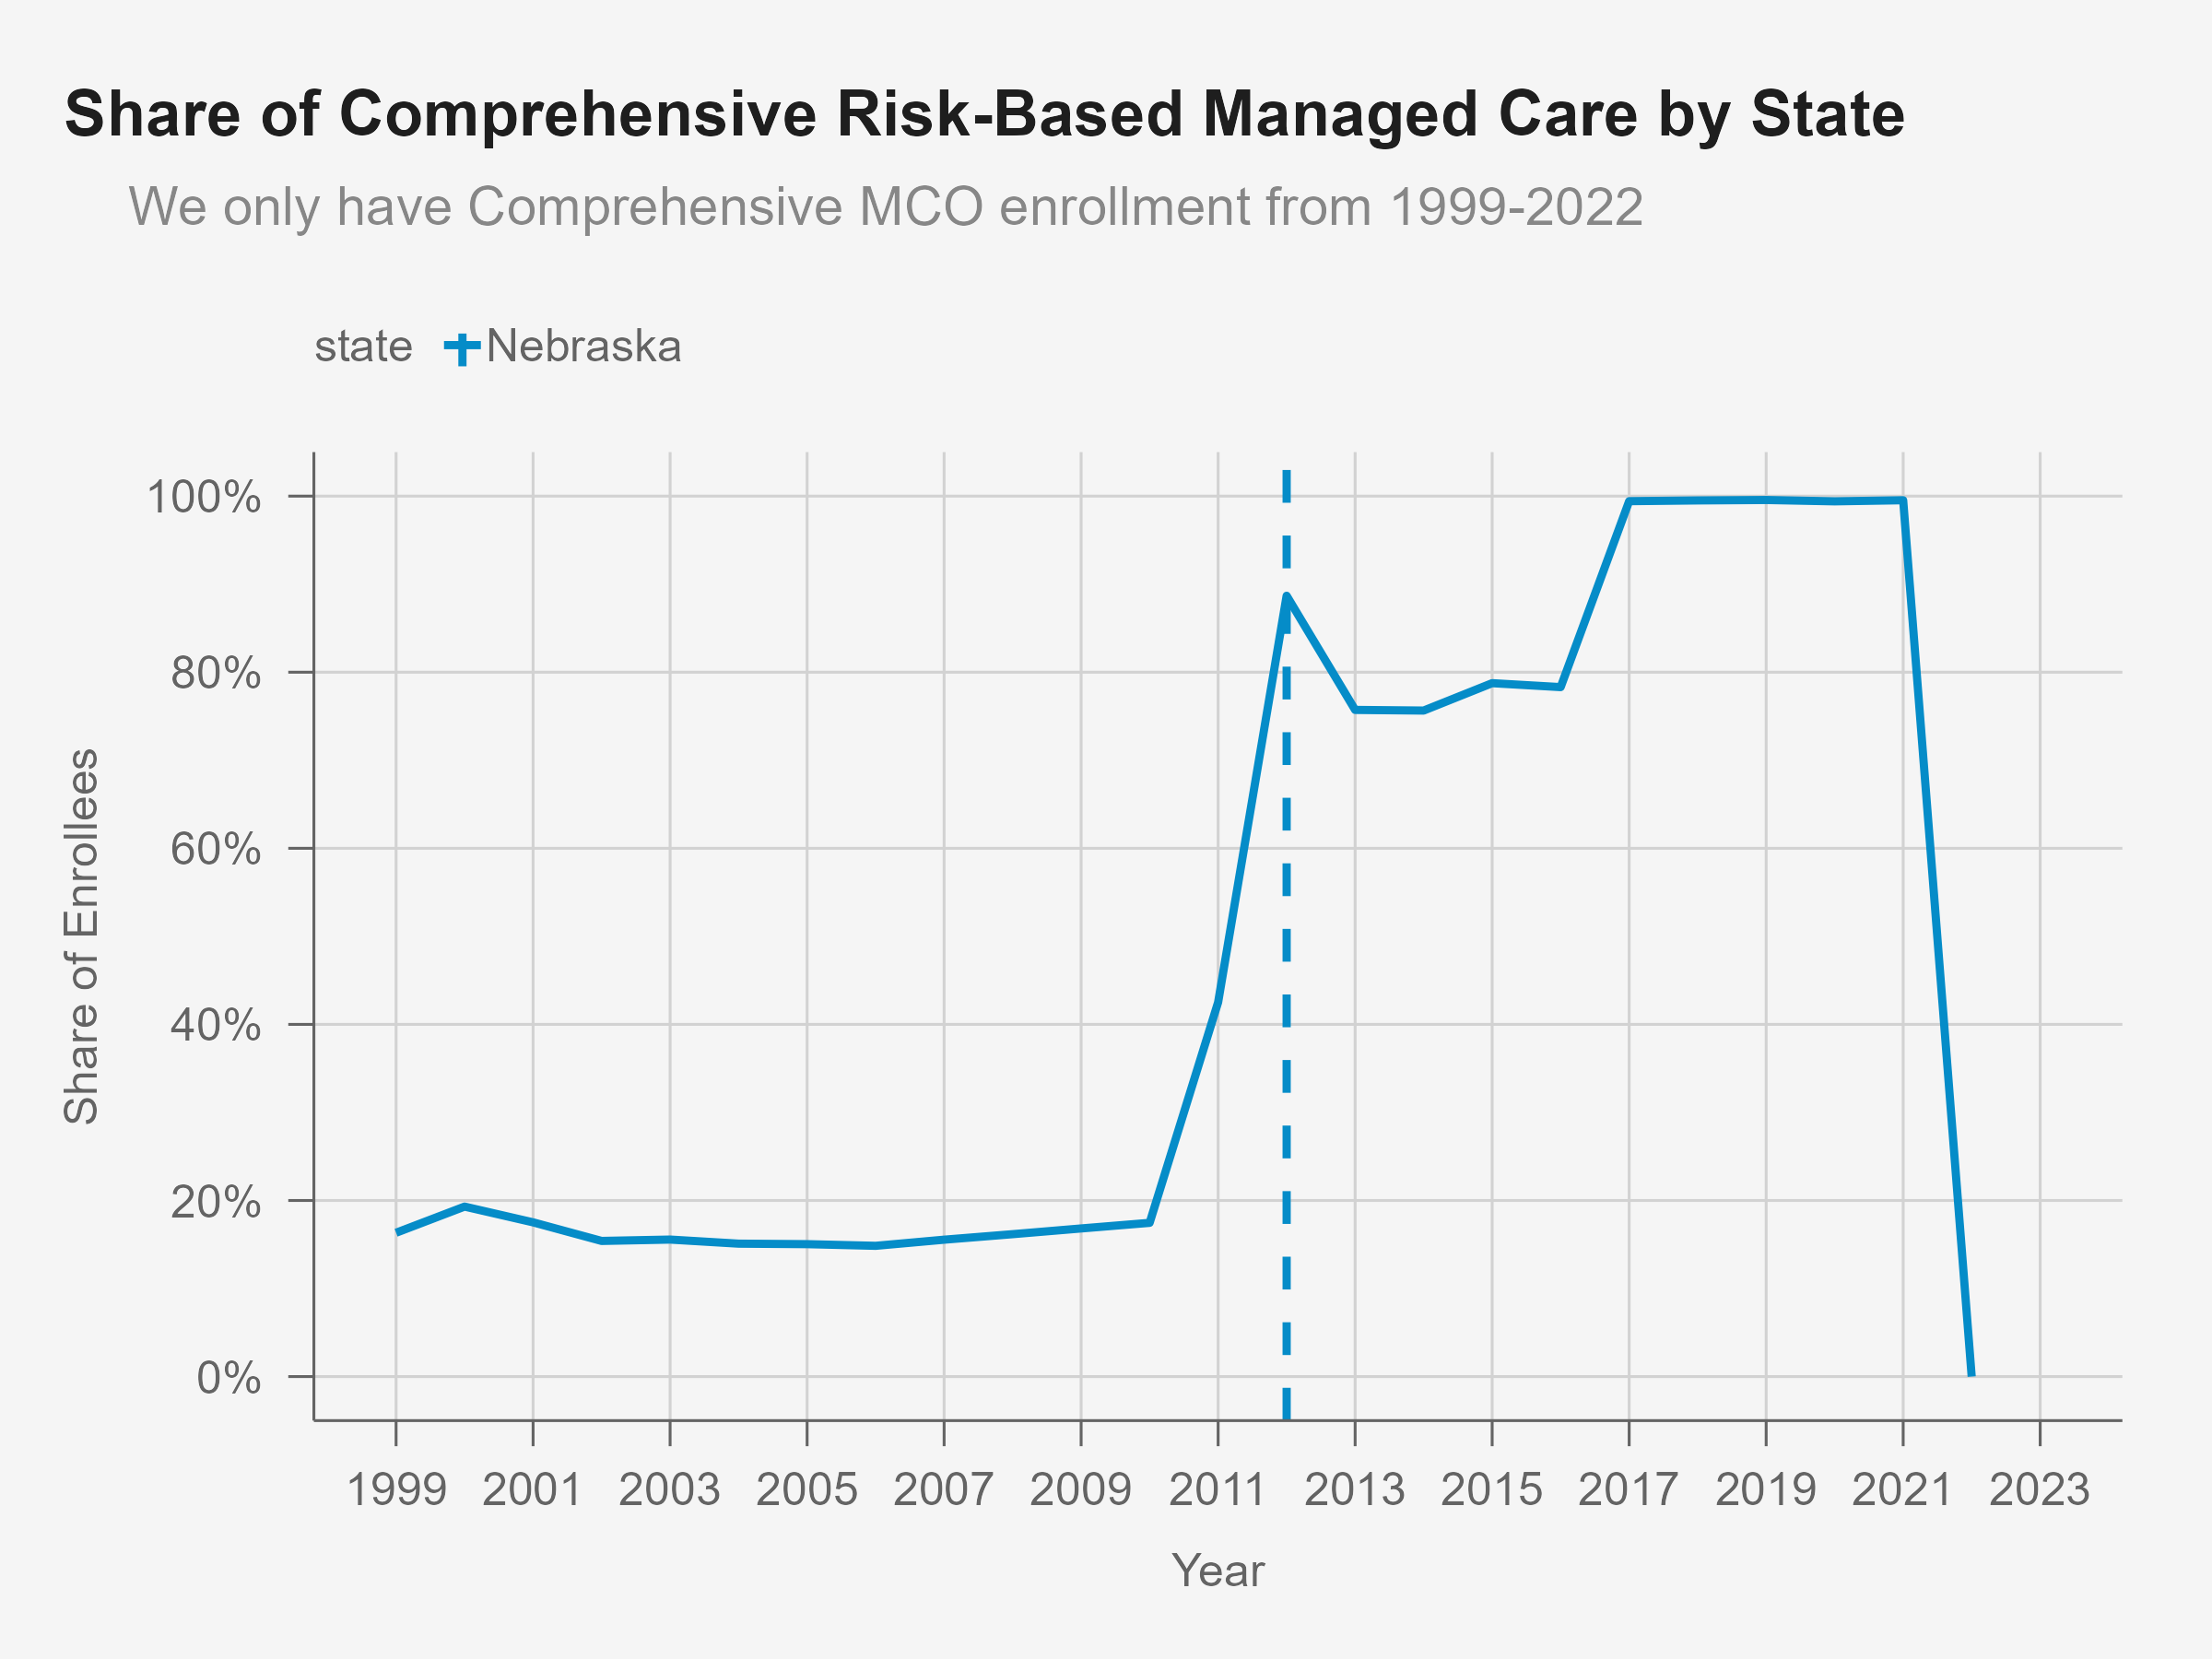 Share of Comprehensive Risk-Based Managed Care by State
We only have Comprehensive MCO enrollment from 1999-2022
state Nebraska
100%
80%
60%
40%
20%
0%
Share of Enrollees
1999 2001 2003 2005 2007 2009 2011 2013 2015 2017 2019 2021 2023
Year